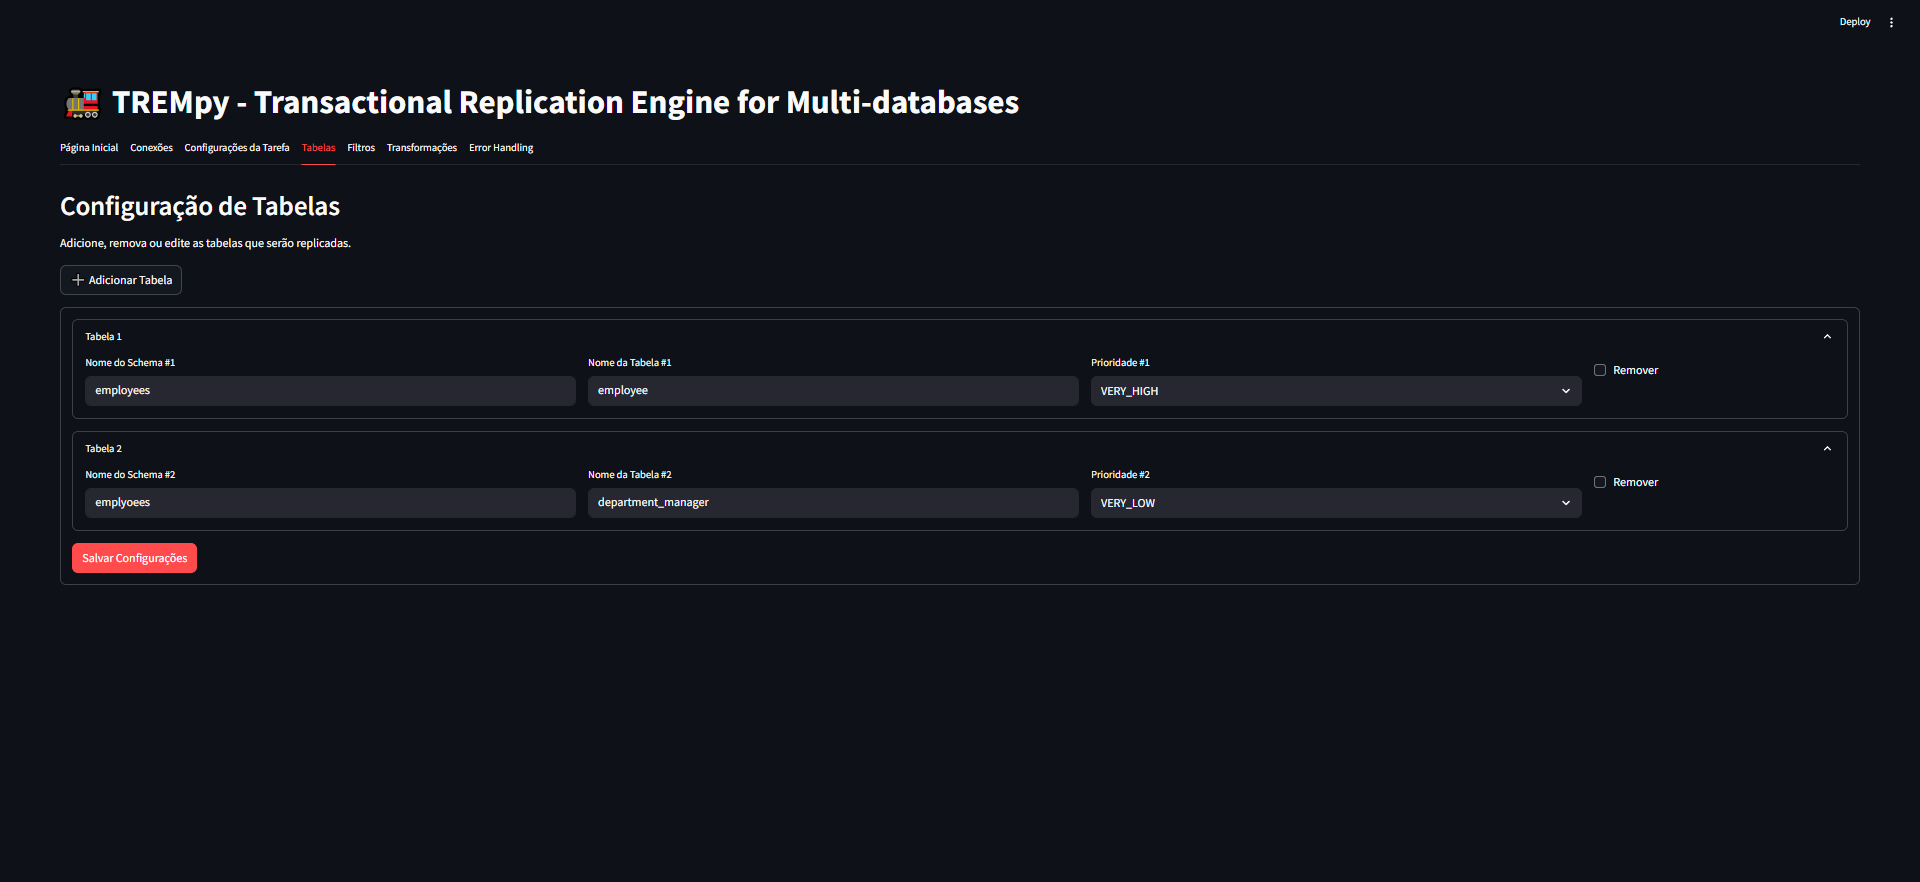 Deploy
TREMpy - Transactional Replication Engine for Multi-databases
Página Inicial Conexões Configurações da Tarefa Tabelas Filtros Transformações Error Handling
Configuração de Tabelas
Adicione, remova ou edite as tabelas que serão replicadas.
Adicionar Tabela
Tabela 1
Nome do Schema #1 Nome da Tabela #1 Prioridade #1
Remover
employees employee VERY_HIGH
Tabela 2
Nome do Schema #2 Nome da Tabela #2 Prioridade #2
Remover
emplyoees department_manager VERY_LOW
Salvar Configurações